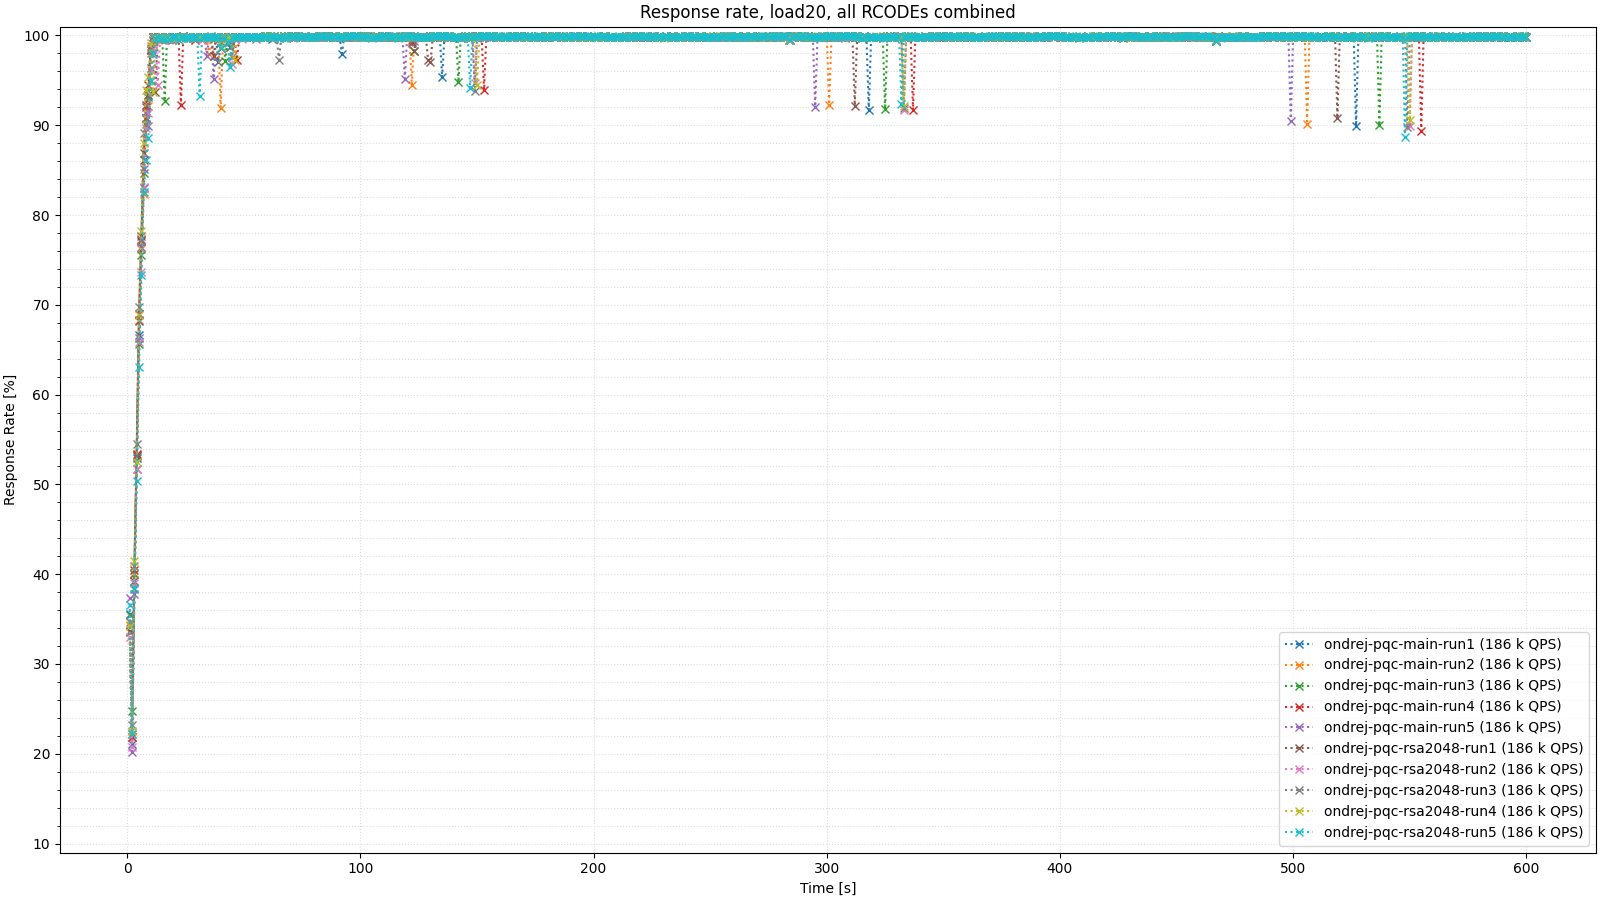 Response rate, load20, all RCODEs combined
Response Rate [%]
100
90
80
70
60
50
40
30
20
10
0
100
200
300
400
500
600
Time [s]
ondrej-pqc-main-run1 (186 k QPS)
ondrej-pqc-main-run2 (186 k QPS)
ondrej-pqc-main-run3 (186 k QPS)
ondrej-pqc-main-run4 (186 k QPS)
ondrej-pqc-main-run5 (186 k QPS)
ondrej-pqc-rsa2048-run1 (186 k QPS)
ondrej-pqc-rsa2048-run2 (186 k QPS)
ondrej-pqc-rsa2048-run3 (186 k QPS)
ondrej-pqc-rsa2048-run4 (186 k QPS)
ondrej-pqc-rsa2048-run5 (186 k QPS)